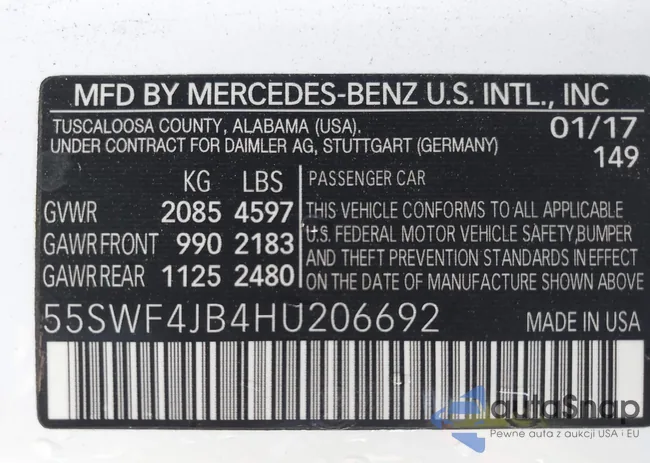 MFD BY MERCEDES-BENZ U.S. INTL., INC
TUSCALOOSA COUNTY, ALABAMA (USA). 01/17
UNDER CONTRACT FOR DAIMLER AG, STUTTGART (GERMANY) 149
KG LBS PASSENGER CAR
GVWR 2085 4597 THIS VEHICLE CONFORMS TO ALL APPLICABLE
GAWR FRONT 990 2183 U.S. FEDERAL MOTOR VEHICLE SAFETY,BUMPER
AND THEFT PREVENTION STANDARDS IN EFFECT
GAWR REAR 1125 2480 ON THE DATE OF MANUFACTURE SHOWN ABOVE.
55SWF4JB4HU206692 MADE IN USA
autoSnap
Pewne auta z aukcji USA i EU